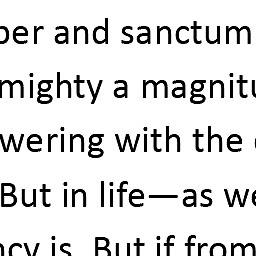 per and sanctum
mighty a magnitu
wering with the
But in life—as we
ncy is. But if from